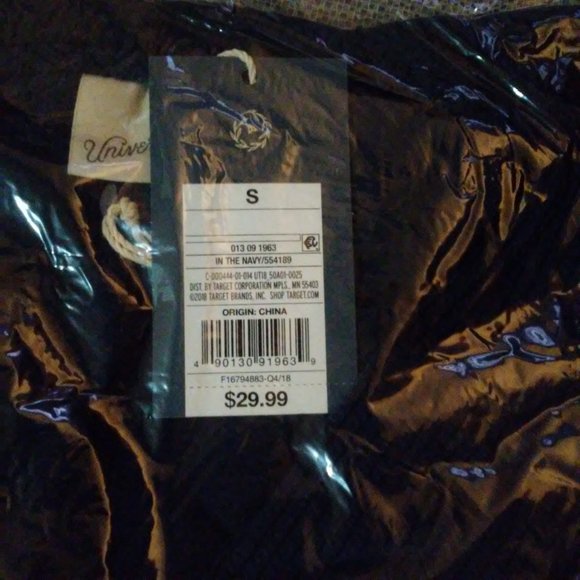 Unive
S
013 09 1963
IN THE NAVY/554189
DIST. BY TARGET CORPORATION MPLS., MN 55403
©2018 TARGET BRANDS, INC. SHOP TARGET.COM
ORIGIN: CHINA
4 90130 91963 9
F16794883-Q4/18
$29.99